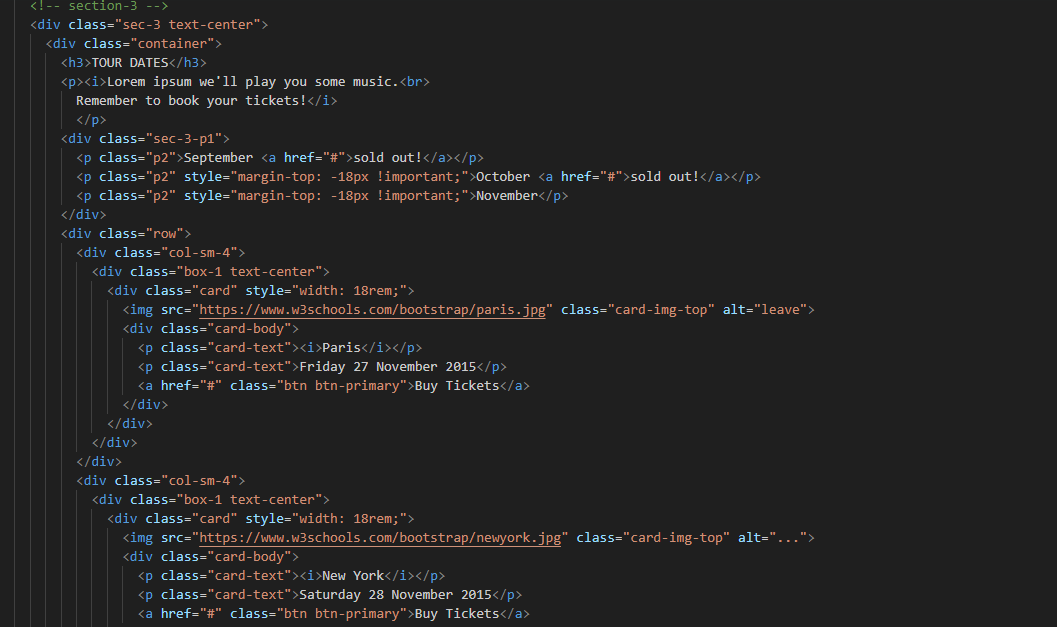 <!-- section-3 -->
<div class="sec-3 text-center">
<div class="container">
<h3>TOUR DATES</h3>
<p><i>Lorem ipsum we'll play you some music.<br>
Remember to book your tickets!</i>
</p>
<div class="sec-3-p1">
<p class="p2">September <a href="#">sold out!</a></p>
<p class="p2" style="margin-top: -18px !important;">October <a href="#">sold out!</a></p>
<p class="p2" style="margin-top: -18px !important;">November</p>
</div>
<div class="row">
<div class="col-sm-4">
<div class="box-1 text-center">
<div class="card" style="width: 18rem;">
<img src="https://www.w3schools.com/bootstrap/paris.jpg" class="card-img-top" alt="leave">
<div class="card-body">
<p class="card-text"><i>Paris</i></p>
<p class="card-text">Friday 27 November 2015</p>
<a href="#" class="btn btn-primary">Buy Tickets</a>
</div>
</div>
</div>
</div>
<div class="col-sm-4">
<div class="box-1 text-center">
<div class="card" style="width: 18rem;">
<img src="https://www.w3schools.com/bootstrap/newyork.jpg" class="card-img-top" alt="...">
<div class="card-body">
<p class="card-text"><i>New York</i></p>
<p class="card-text">Saturday 28 November 2015</p>
<a href="#" class="btn btn-primary">Buy Tickets</a>